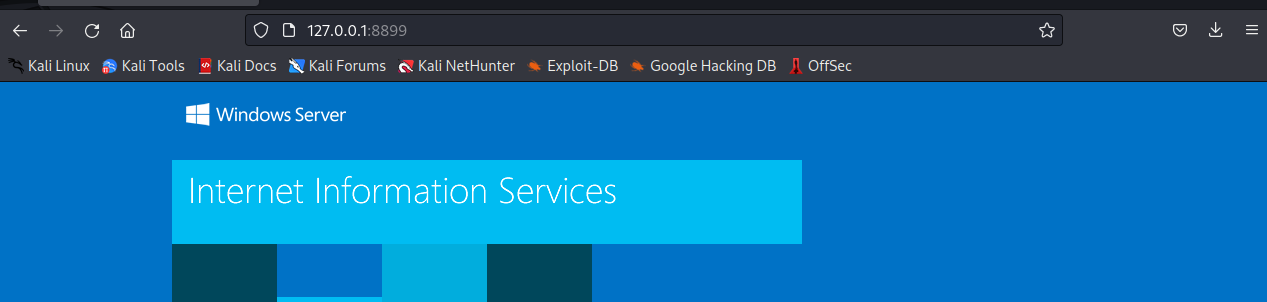 127.0.0.1:8899
Kali Linux Kali Tools Kali Docs Kali Forums Kali NetHunter Exploit-DB Google Hacking DB OffSec
Windows Server
Internet Information Services